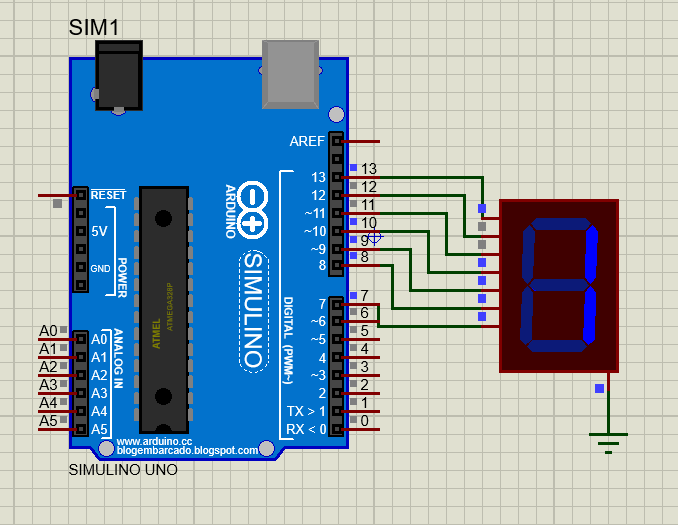 SIM1
AREF
13 13
12 12
~11 11
~10 10
~9 9
8 8
7 7
~6 6
~5 5
4 4
~3 3
2 2
TX > 1 1
RX < 0 0
RESET
5V
GND
POWER
A0 A0
A1 A1
A2 A2
A3 A3
A4 A4
A5 A5
ANALOG IN
ATMEL
ATMEGA328P
ARDUINO
SIMULINO
DIGITAL (PWM~)
www.arduino.cc
blogembarcado.blogspot.com
SIMULINO UNO
1